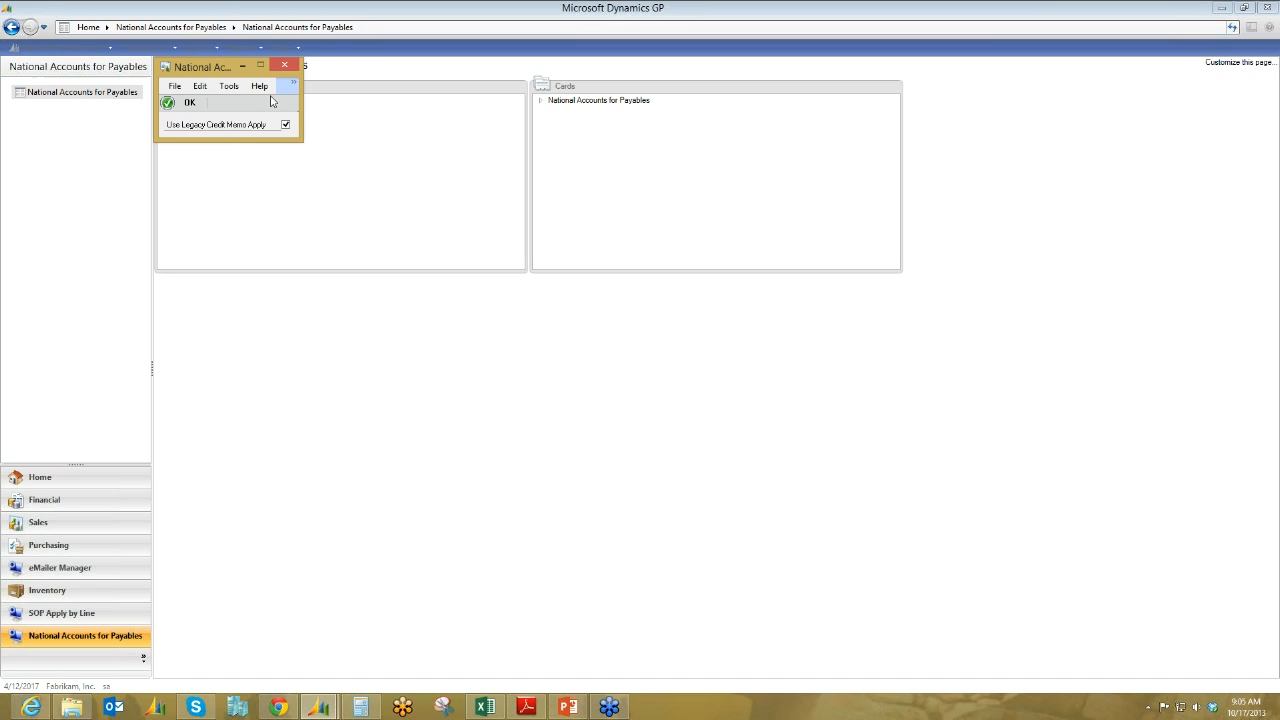 Microsoft Dynamics GP
Home National Accounts for Payables National Accounts for Payables
National Accounts for Payables
Customize this page...
National Ac...
File Edit Tools Help
OK
Use Legacy Credit Memo Apply
National Accounts for Payables
Cards
National Accounts for Payables
Home
Financial
Sales
Purchasing
eMailer Manager
Inventory
SOP Apply by Line
National Accounts for Payables
4/12/2017 Fabrikam, Inc. sa
9:05 AM
10/17/2013